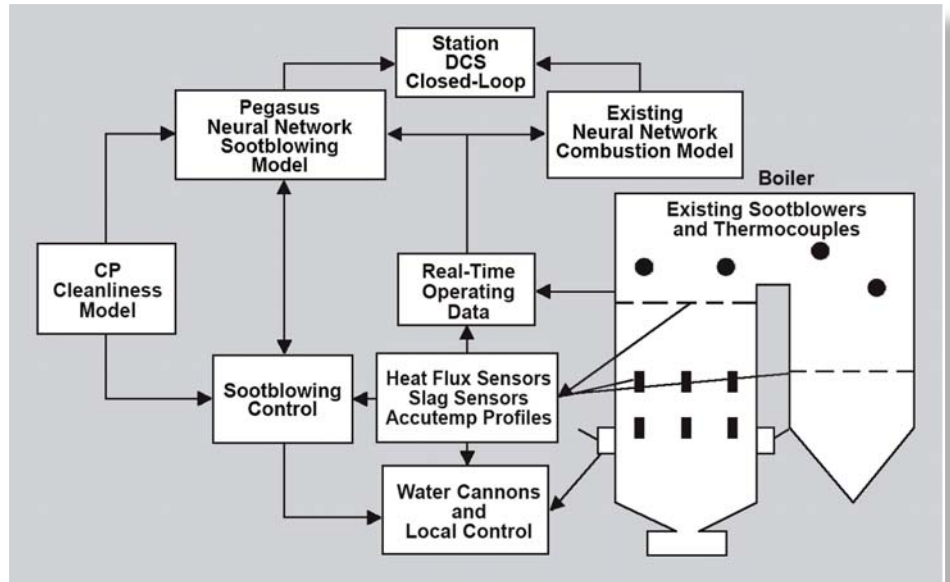 Station
DCS
Closed-Loop
Pegasus
Neural Network
Sootblowing
Model
Existing
Neural Network
Combustion Model
Boiler
Existing Sootblowers
and Thermocouples
CP
Cleanliness
Model
Real-Time
Operating
Data
Sootblowing
Control
Heat Flux Sensors
Slag Sensors
Accutemp Profiles
Water Cannons
and
Local Control